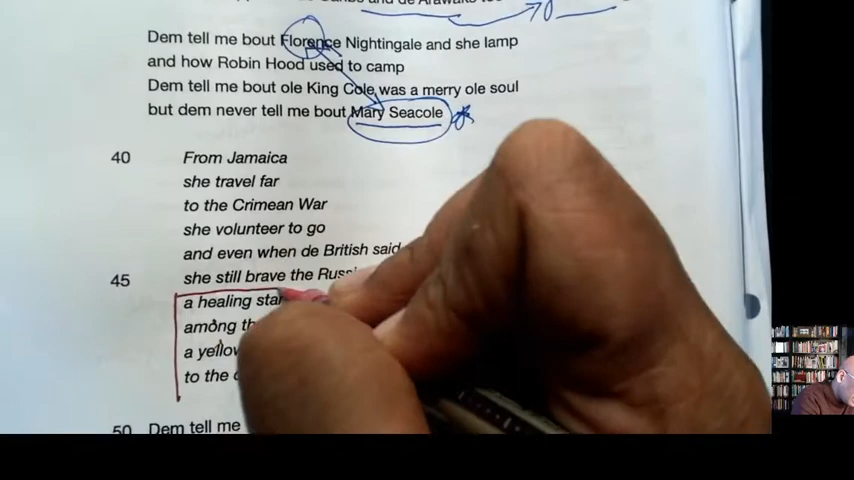 de Arawaks too
Dem tell me bout Florence Nightingale and she lamp
and how Robin Hood used to camp
Dem tell me bout ole King Cole was a merry ole soul
but dem never tell me bout Mary Seacole
40 From Jamaica
she travel far
to the Crimean War
she volunteer to go
and even when de British said
45 she still brave the
a healing
among
a
to the
50 Dem tell me